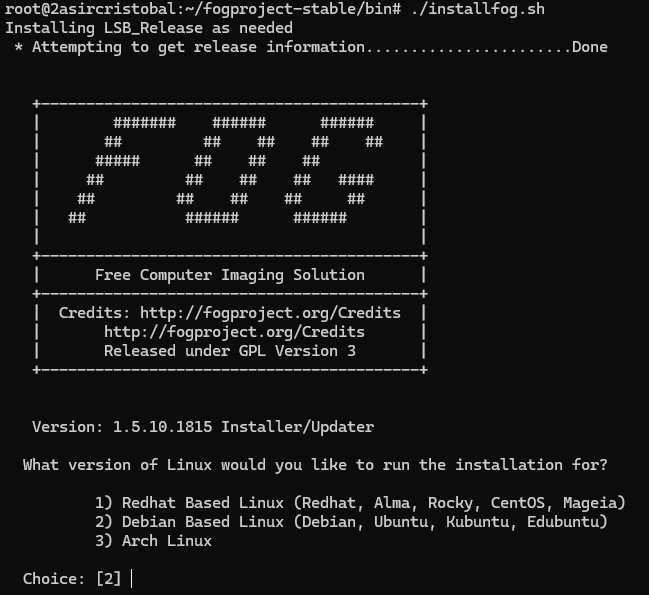 root@2asircristobal:~/fogproject-stable/bin# ./installfog.sh
Installing LSB_Release as needed
 * Attempting to get release information.......................Done


   +------------------------------------------+
   |        #######    ######      ######     |
   |       ##         ##    ##    ##    ##    |
   |      #####      ##    ##    ##           |
   |     ##         ##    ##    ##   ####     |
   |    ##         ##    ##    ##     ##      |
   |   ##           ######      ######        |
   |                                          |
   +------------------------------------------+
   |      Free Computer Imaging Solution      |
   +------------------------------------------+
   |  Credits: http://fogproject.org/Credits  |
   |       http://fogproject.org/Credits      |
   |       Released under GPL Version 3       |
   +------------------------------------------+


   Version: 1.5.10.1815 Installer/Updater

  What version of Linux would you like to run the installation for?

          1) Redhat Based Linux (Redhat, Alma, Rocky, CentOS, Mageia)
          2) Debian Based Linux (Debian, Ubuntu, Kubuntu, Edubuntu)
          3) Arch Linux

  Choice: [2]